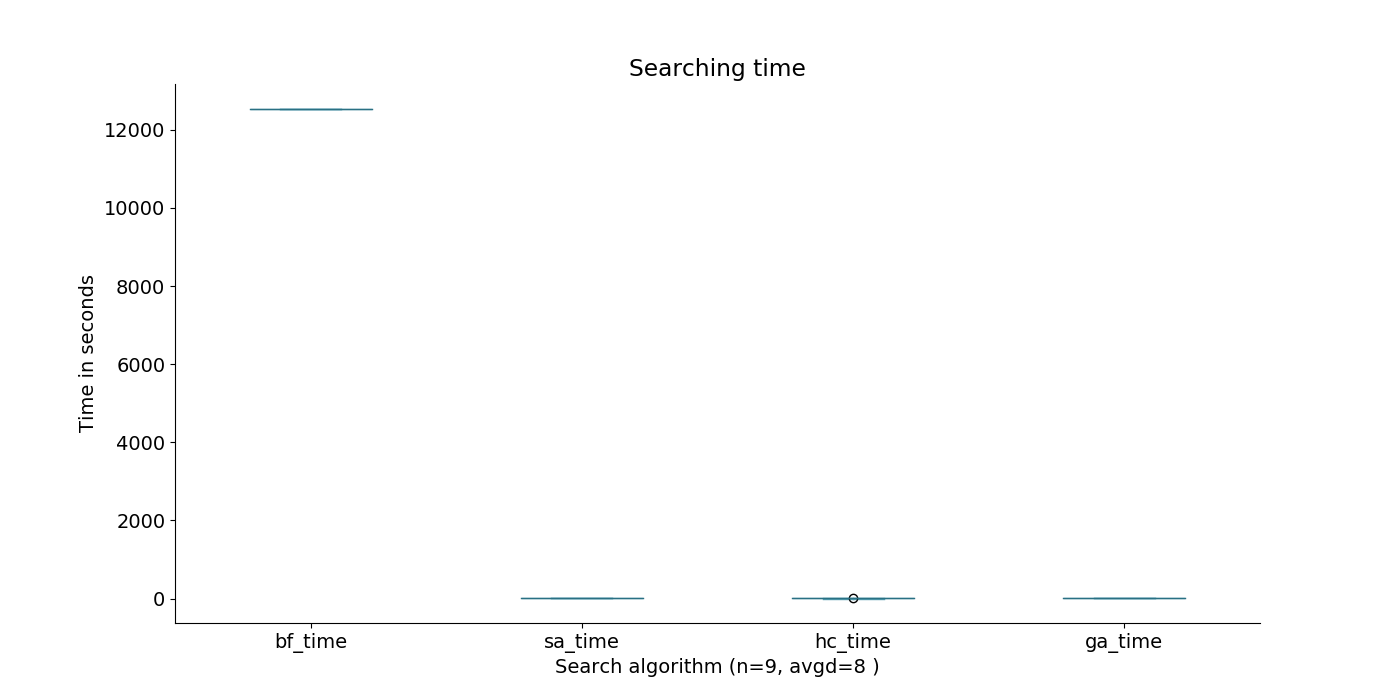 Searching time
12000
10000
8000
6000
4000
2000
0
Time in seconds
bf_time sa_time hc_time ga_time
Search algorithm (n=9, avgd=8 )